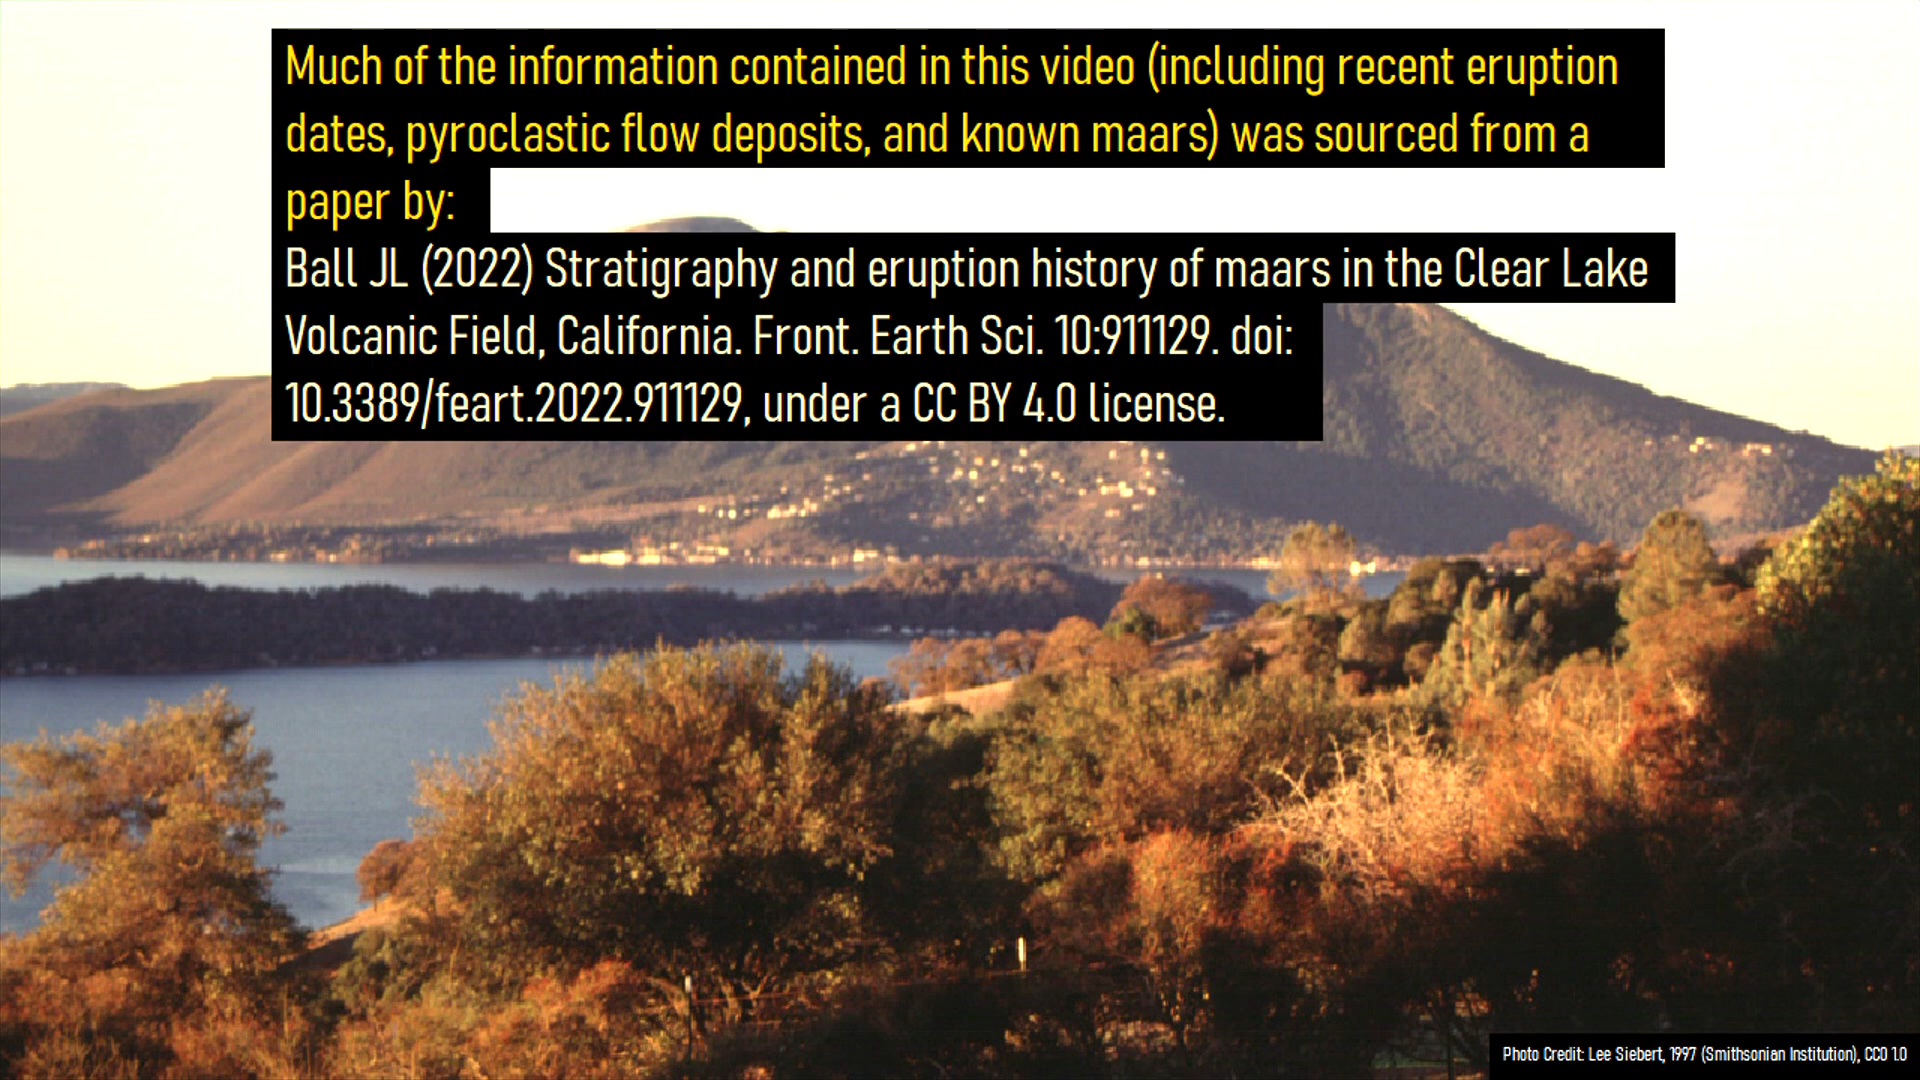 Much of the information contained in this video (including recent eruption
dates, pyroclastic flow deposits, and known maars) was sourced from a
paper by:
Ball JL (2022) Stratigraphy and eruption history of maars in the Clear Lake
Volcanic Field, California. Front. Earth Sci. 10:911129. doi:
10.3389/feart.2022.911129, under a CC BY 4.0 license.
Photo Credit: Lee Siebert, 1997 (Smithsonian Institution), CC0 1.0